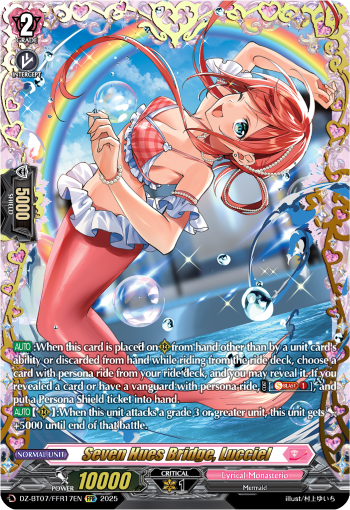 2
GRADE
INTERCEPT
5000
SHIELD
AUTO:When this card is placed on R from hand other than by a unit card's
ability or discarded from hand while riding from the ride deck, choose a
card with persona ride from your ride deck, and you may reveal it. If you
revealed a card or have a vanguard with persona ride, COST [SOUL BLAST 1], and
put a Persona Shield ticket into hand.
AUTO【R】:When this unit attacks a grade 3 or greater unit, this unit gets
+5000 until end of that battle.
NORMAL UNIT
Seven Hues Bridge, Lucciel
POWER 10000
CRITICAL
1
Lyrical Monasterio
Mermaid
DZ-BT07/FFR17EN FFR 2025
illust/村上ゆいち